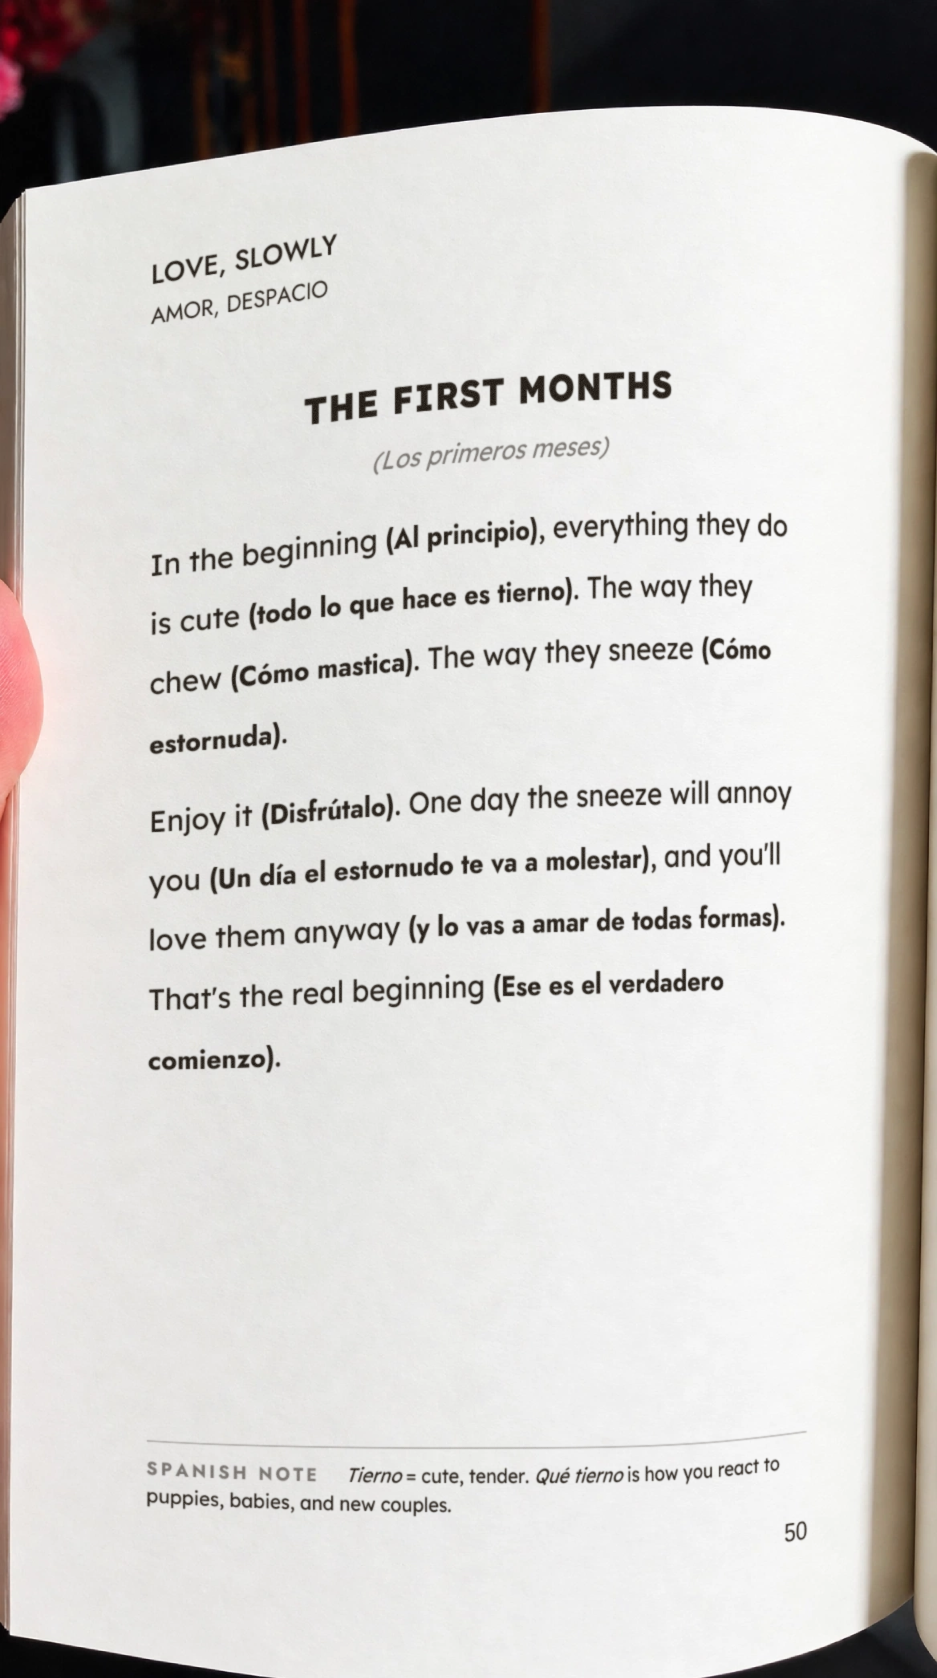 LOVE, SLOWLY
AMOR, DESPACIO
THE FIRST MONTHS
(Los primeros meses)
In the beginning (Al principio), everything they do
is cute (todo lo que hace es tierno). The way they
chew (Cómo mastica). The way they sneeze (Cómo
estornuda).
Enjoy it (Disfrútalo). One day the sneeze will annoy
you (Un día el estornudo te va a molestar), and you'll
love them anyway (y lo vas a amar de todas formas).
That's the real beginning (Ese es el verdadero
comienzo).
SPANISH NOTE Tierno = cute, tender. Qué tierno is how you react to
puppies, babies, and new couples.
50